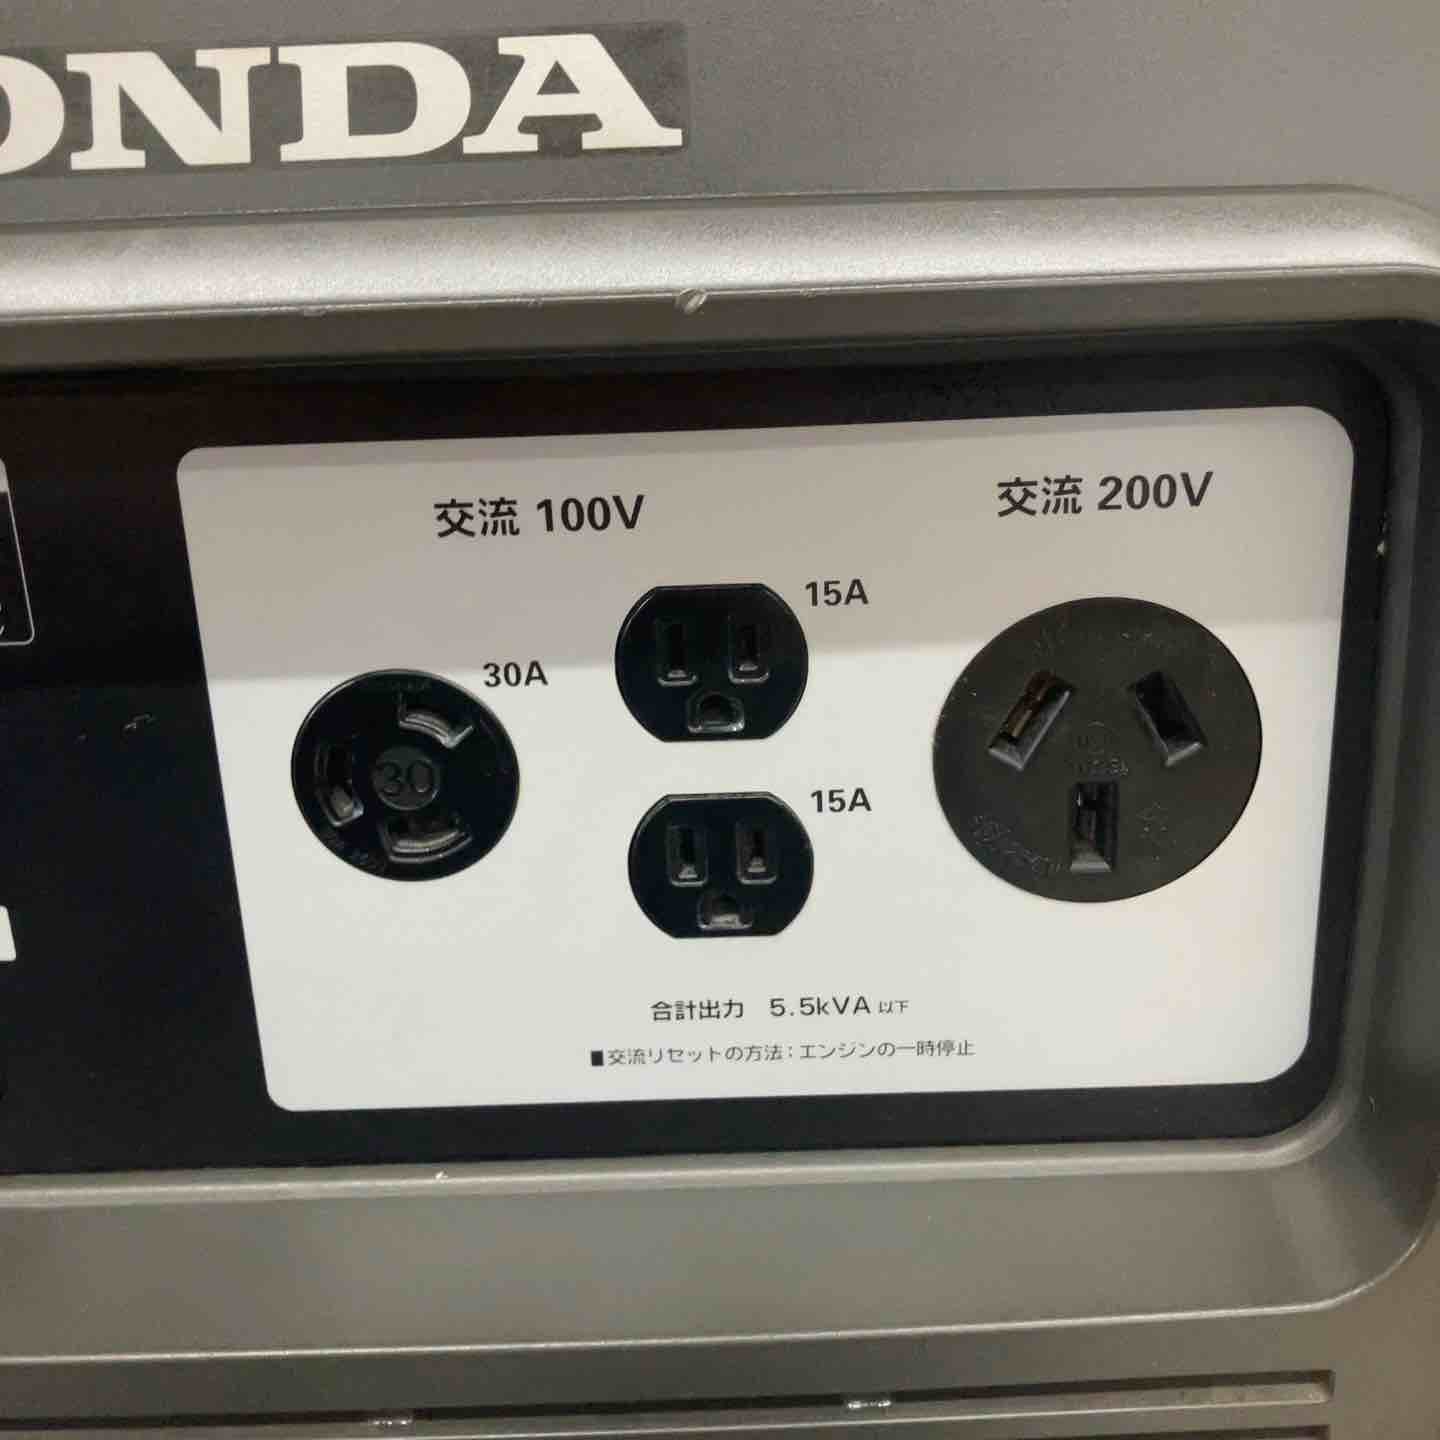 ONDA
交流 100V
交流 200V
15A
30A
30
15A
合計出力 5.5kVA 以下
■交流リセットの方法：エンジンの一時停止